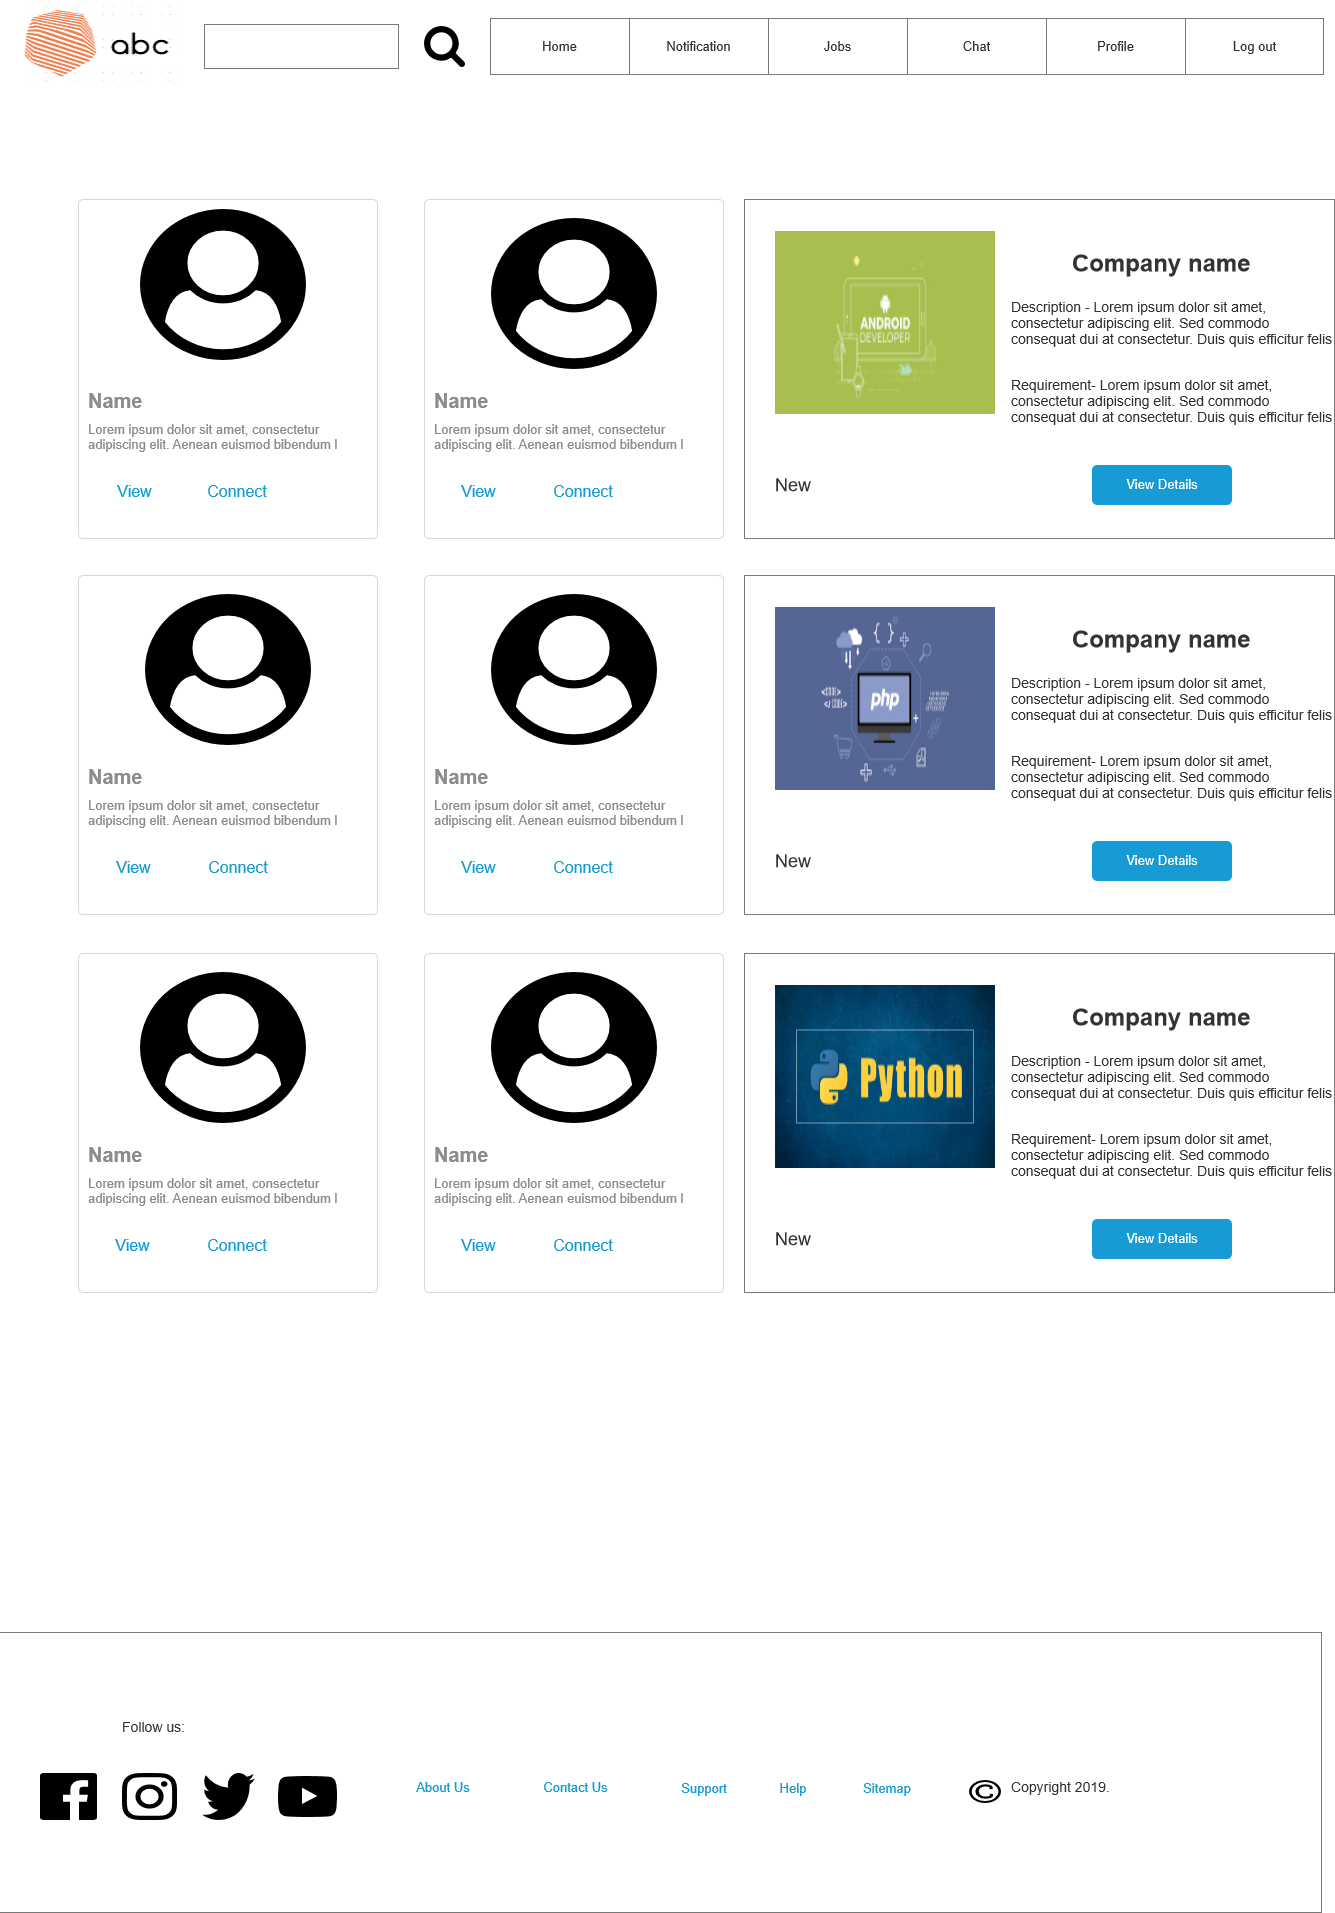 abc
Home
Notification
Jobs
Chat
Profile
Log out
Name
Lorem ipsum dolor sit amet, consectetur
adipiscing elit. Aenean euismod bibendum l
View
Connect
Name
Lorem ipsum dolor sit amet, consectetur
adipiscing elit. Aenean euismod bibendum l
View
Connect
ANDROID
DEVELOPER
Company name
Description - Lorem ipsum dolor sit amet,
consectetur adipiscing elit. Sed commodo
consequat dui at consectetur. Duis quis efficitur felis
Requirement- Lorem ipsum dolor sit amet,
consectetur adipiscing elit. Sed commodo
consequat dui at consectetur. Duis quis efficitur felis
New
View Details
Name
Lorem ipsum dolor sit amet, consectetur
adipiscing elit. Aenean euismod bibendum l
View
Connect
Name
Lorem ipsum dolor sit amet, consectetur
adipiscing elit. Aenean euismod bibendum l
View
Connect
{ }
<CODE>
</ CODE>
php
Company name
Description - Lorem ipsum dolor sit amet,
consectetur adipiscing elit. Sed commodo
consequat dui at consectetur. Duis quis efficitur felis
Requirement- Lorem ipsum dolor sit amet,
consectetur adipiscing elit. Sed commodo
consequat dui at consectetur. Duis quis efficitur felis
New
View Details
Name
Lorem ipsum dolor sit amet, consectetur
adipiscing elit. Aenean euismod bibendum l
View
Connect
Name
Lorem ipsum dolor sit amet, consectetur
adipiscing elit. Aenean euismod bibendum l
View
Connect
Python
Company name
Description - Lorem ipsum dolor sit amet,
consectetur adipiscing elit. Sed commodo
consequat dui at consectetur. Duis quis efficitur felis
Requirement- Lorem ipsum dolor sit amet,
consectetur adipiscing elit. Sed commodo
consequat dui at consectetur. Duis quis efficitur felis
New
View Details
Follow us:
About Us
Contact Us
Support
Help
Sitemap
© Copyright 2019.